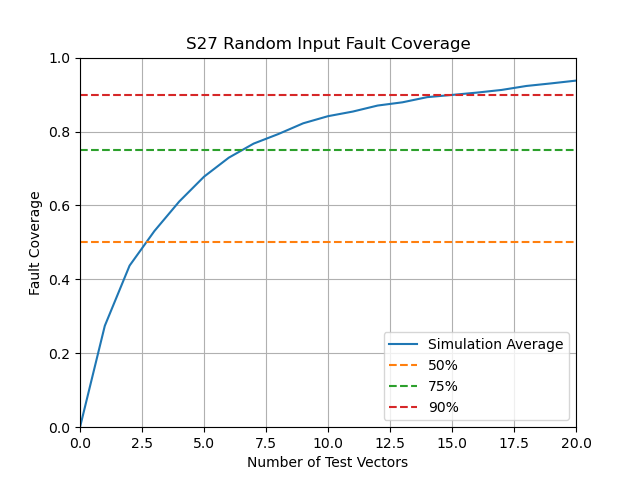 S27 Random Input Fault Coverage
1.0
0.8
0.6
0.4
0.2
0.0
Fault Coverage
Simulation Average
50%
75%
90%
0.0 2.5 5.0 7.5 10.0 12.5 15.0 17.5 20.0
Number of Test Vectors